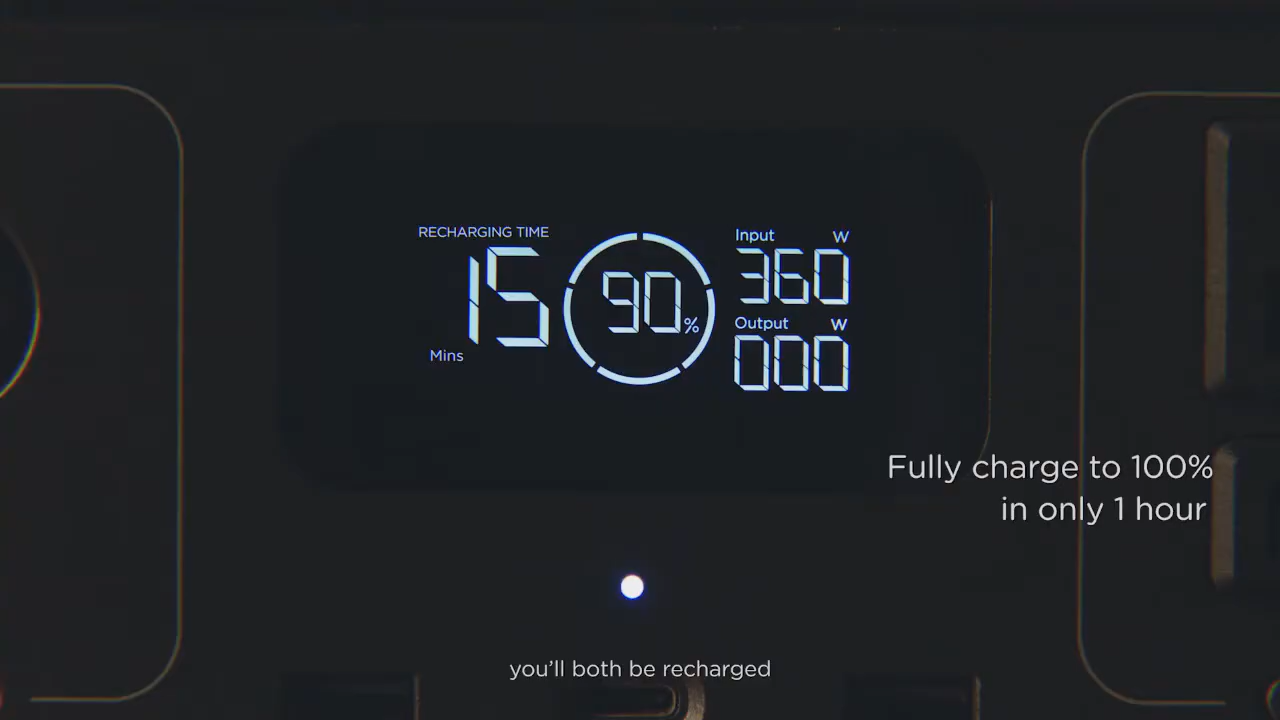 RECHARGING TIME
15
Mins
90%
Input W
360
Output W
000
Fully charge to 100%
in only 1 hour
you'll both be recharged